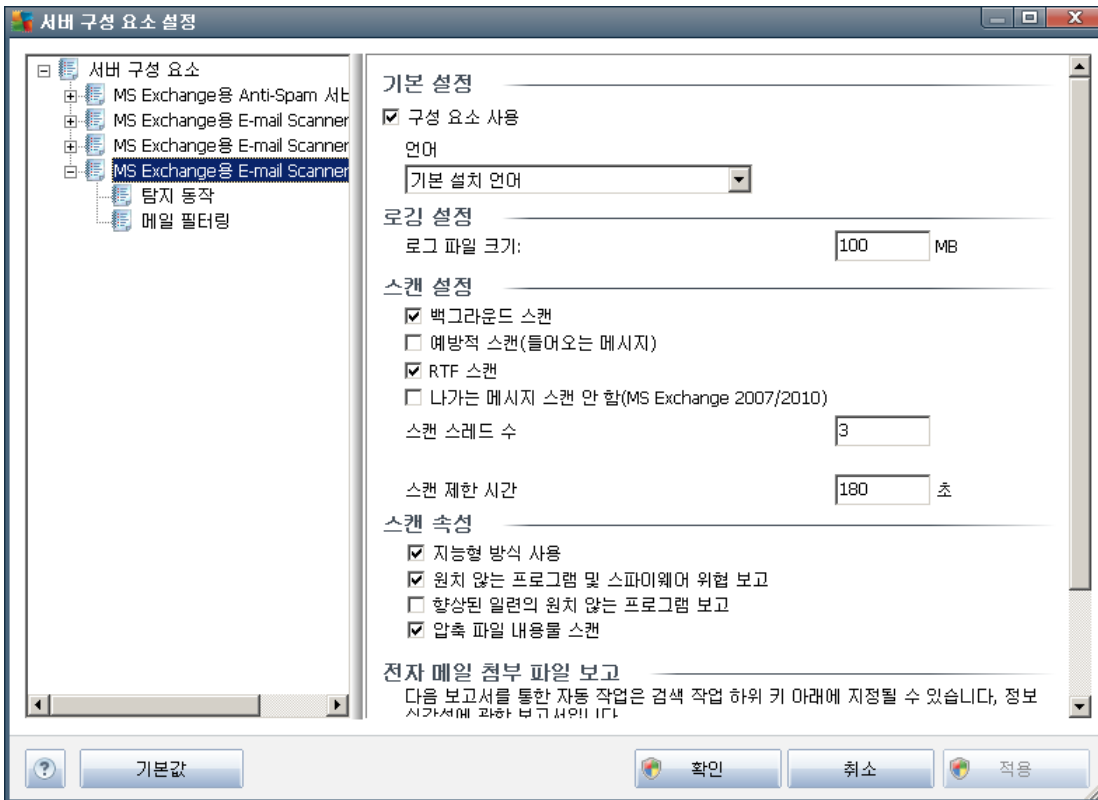 서버 구성 요소 설정
서버 구성 요소
MS Exchange용 Anti-Spam
MS Exchange용 E-mail Scanner
MS Exchange용 E-mail Scanner
MS Exchange용 E-mail Scanner
탐지 동작
메일 필터링
기본 설정
구성 요소 사용
언어
기본 설치 언어
로깅 설정
로그 파일 크기: 100 MB
스캔 설정
백그라운드 스캔
예방적 스캔(들어오는 메시지)
RTF 스캔
나가는 메시지 스캔 안 함(MS Exchange 2007/2010)
스캔 스레드 수 3
스캔 제한 시간 180 초
스캔 속성
지능형 방식 사용
원치 않는 프로그램 및 스파이웨어 위협 보고
향상된 일련의 원치 않는 프로그램 보고
압축 파일 내용물 스캔
전자 메일 첨부 파일 보고
다음 보고서를 통한 자동 작업은 검색 작업 하위 키 아래에 지정될 수 있습니다, 정보
?
기본값
확인
취소
적용